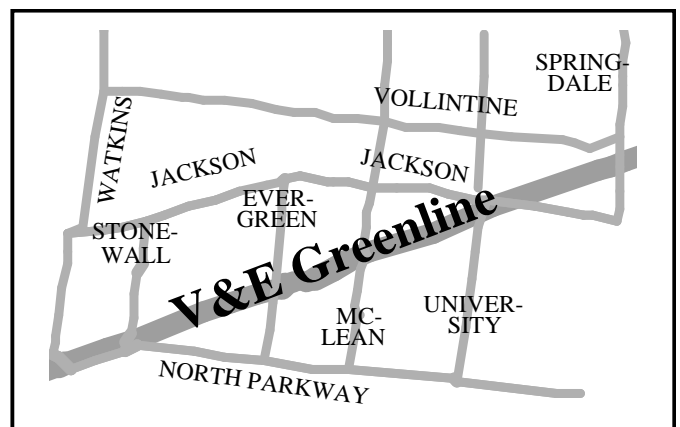 SPRING-
DALE
VOLLINTINE
WATKINS
JACKSON
JACKSON
EVER-
GREEN
STONE-
WALL
V&E Greenline
MC-
LEAN
UNIVER-
SITY
NORTH PARKWAY